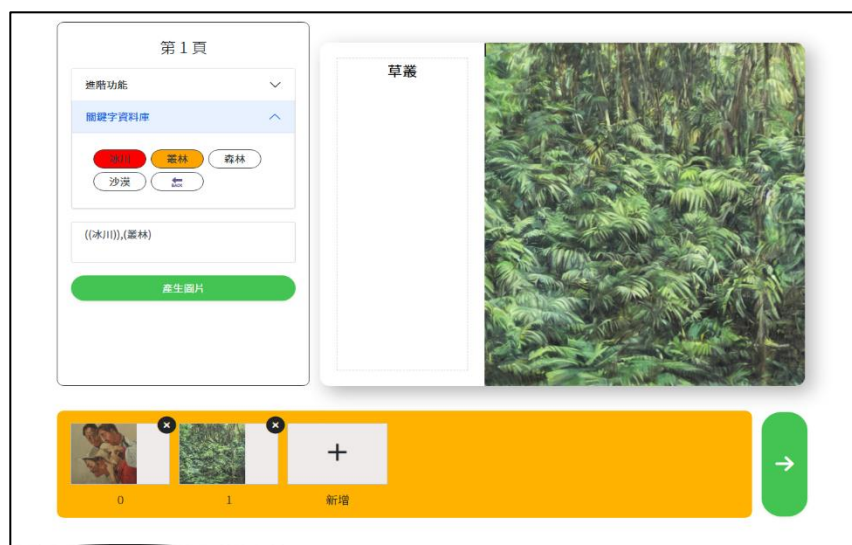 第 1 頁
進階功能
關鍵字資料庫
冰川 叢林 森林
沙漠 BACK
((冰川)),(叢林)
產生圖片
草叢
0 1 新增